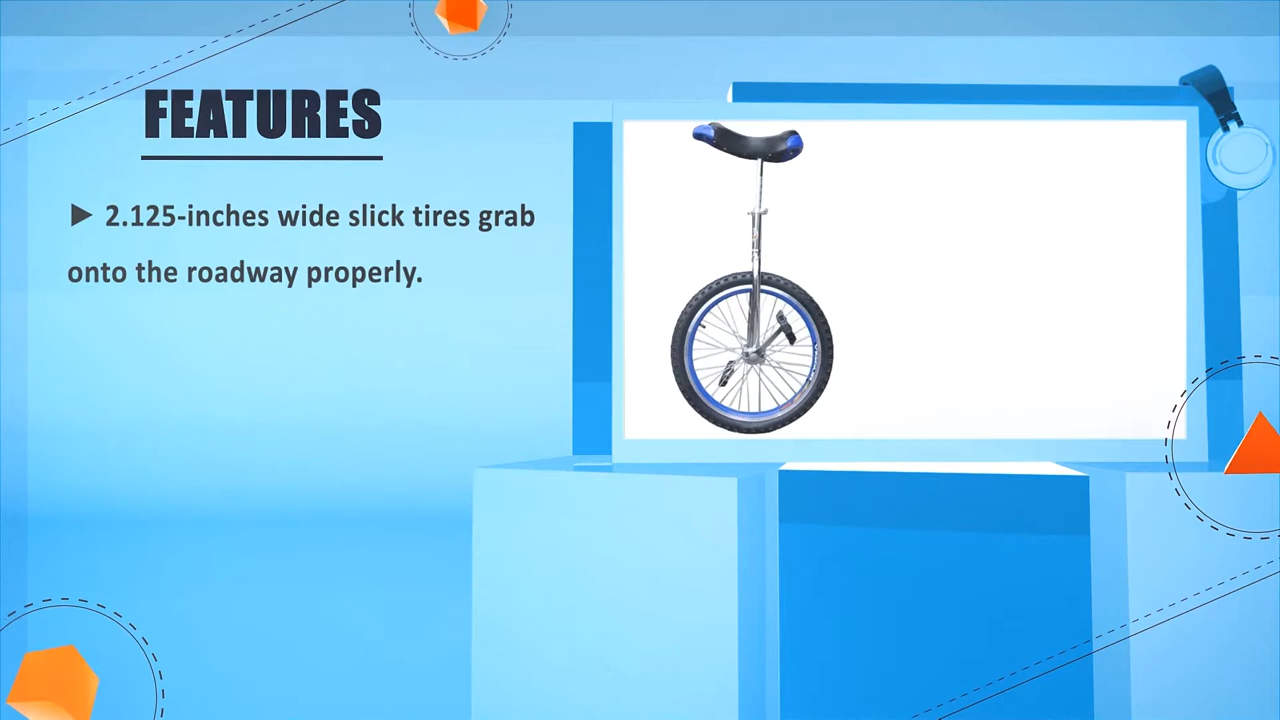 FEATURES
▶ 2.125-inches wide slick tires grab
onto the roadway properly.